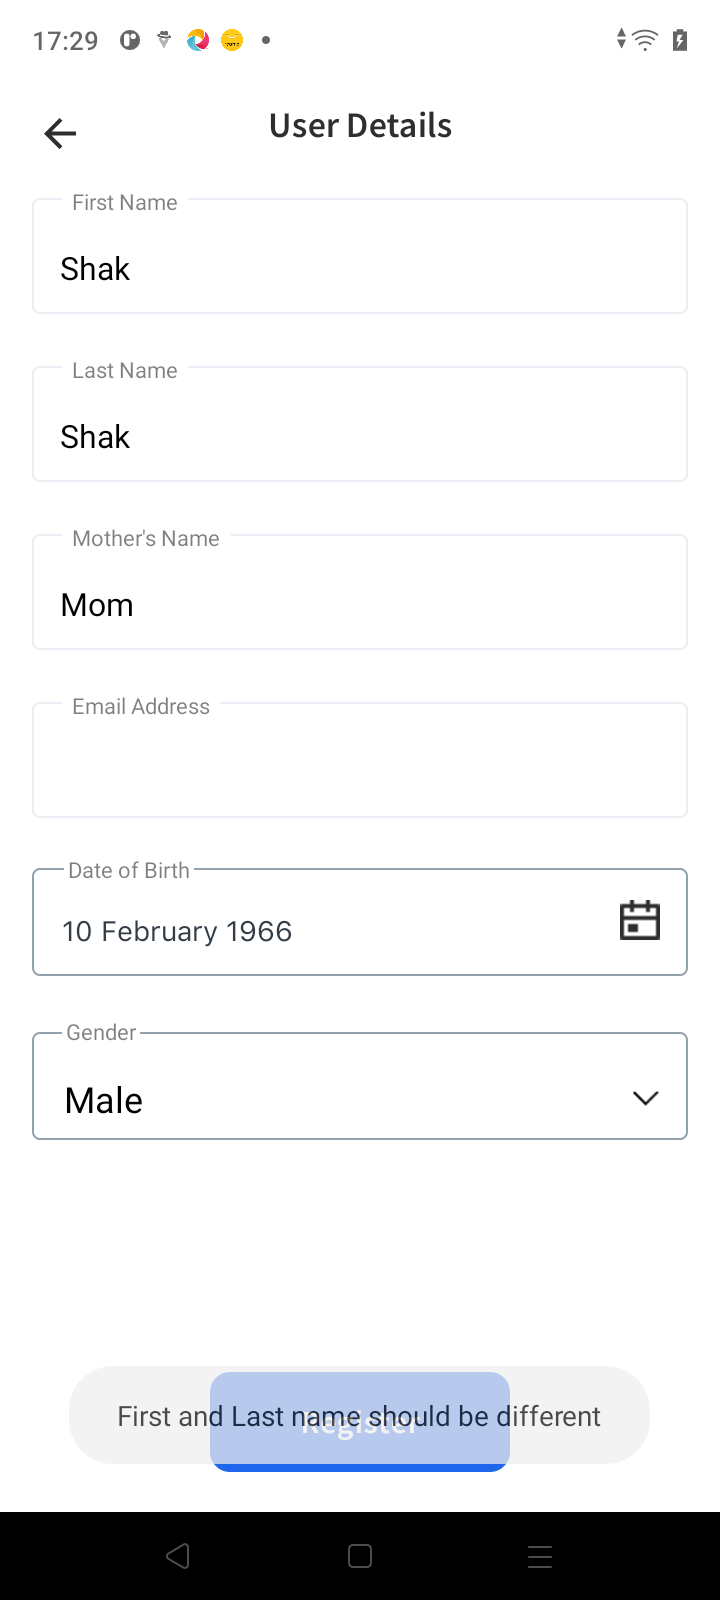 17:29
User Details
First Name
Shak
Last Name
Shak
Mother's Name
Mom
Email Address
Date of Birth
10 February 1966
Gender
Male
First and Last name should be different
Register